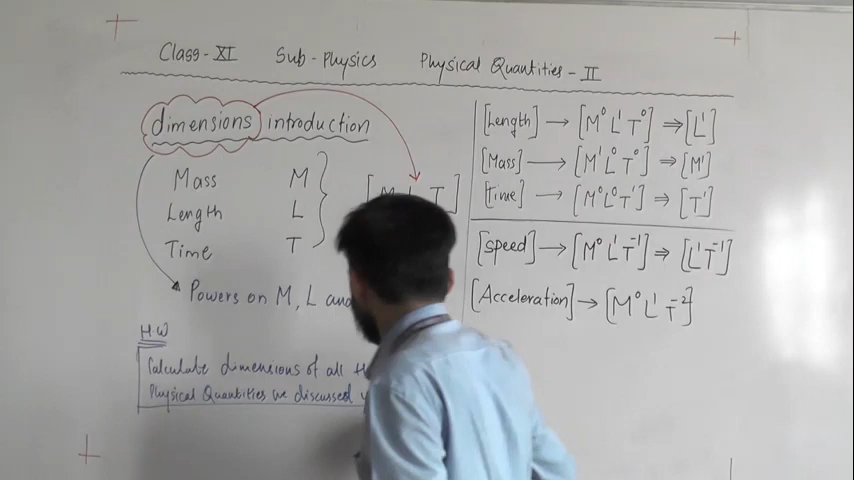 Class-XI Sub-Physics Physical Quantities-II
dimensions introduction
Mass M
Length L
Time T
Powers on M, L and
H.W
Calculate dimensions of all
Physical Quantities we discussed
[Length] → [M⁰ L¹ T⁰] ⇒ [L¹]
[Mass] → [M¹ L⁰ T⁰] ⇒ [M¹]
[Time] → [M⁰ L⁰ T¹] ⇒ [T¹]
[Speed] → [M⁰ L¹ T⁻¹] ⇒ [L¹ T⁻¹]
[Acceleration] → [M⁰ L¹ T⁻²]